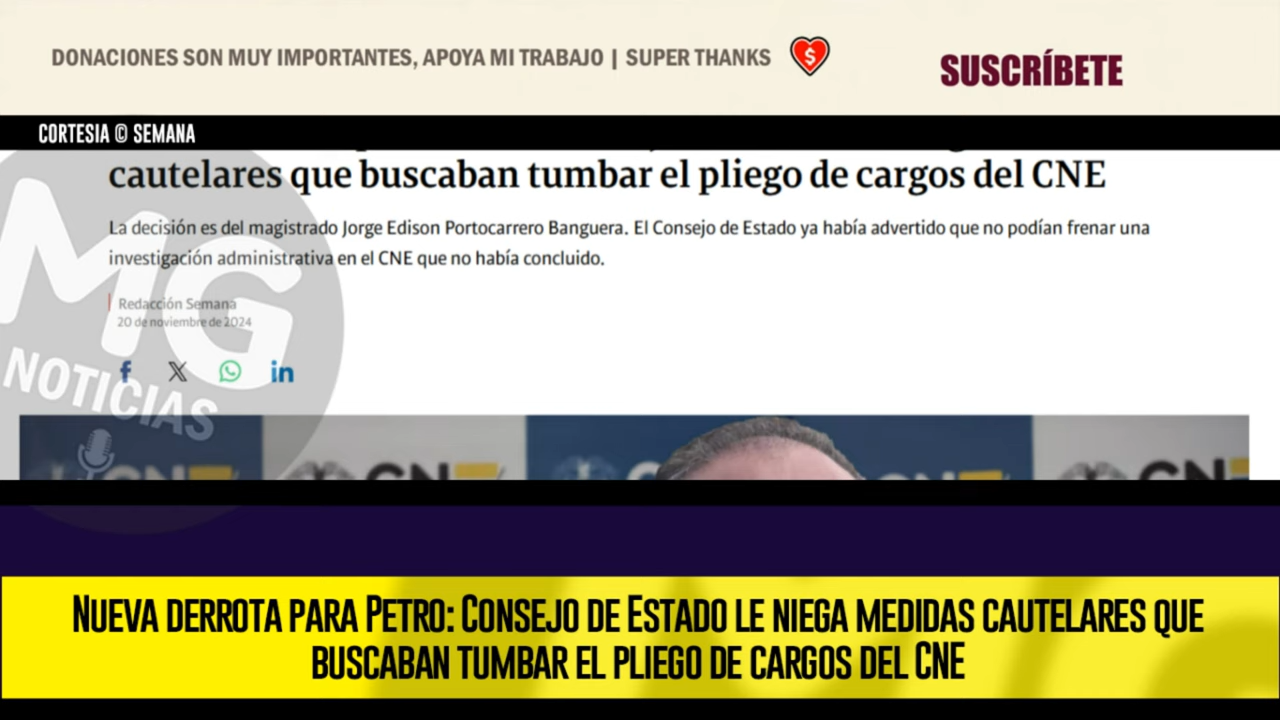 DONACIONES SON MUY IMPORTANTES, APOYA MI TRABAJO | SUPER THANKS
SUSCRÍBETE
CORTESIA © SEMANA
cautelares que buscaban tumbar el pliego de cargos del CNE
La decisión es del magistrado Jorge Edison Portocarrero Banguera. El Consejo de Estado ya había advertido que no podían frenar una
investigación administrativa en el CNE que no había concluido.
Redacción Semana
20 de noviembre de 2024
MG
NOTICIAS
CNE CNE CNE CNE
NUEVA DERROTA PARA PETRO: CONSEJO DE ESTADO LE NIEGA MEDIDAS CAUTELARES QUE
BUSCABAN TUMBAR EL PLIEGO DE CARGOS DEL CNE